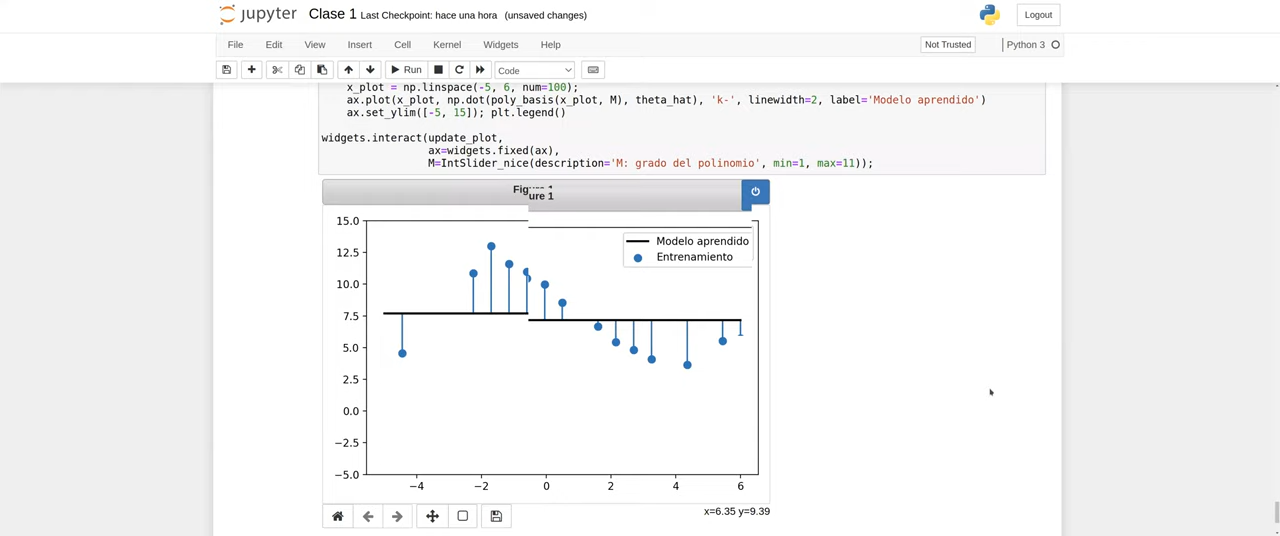 jupyter Clase 1 Last Checkpoint: hace una hora (unsaved changes) Logout
File Edit View Insert Cell Kernel Widgets Help Not Trusted Python 3
Run Code
x_plot = np.linspace(-5, 6, num=100);
ax.plot(x_plot, np.dot(poly_basis(x_plot, M), theta_hat), 'k-', linewidth=2, label='Modelo aprendido')
ax.set_ylim([-5, 15]); plt.legend()
widgets.interact(update_plot,
ax=widgets.fixed(ax),
M=IntSlider_nice(description='M: grado del polinomio', min=1, max=11));
ure 1
15.0
Modelo aprendido
12.5
Entrenamiento
10.0
7.5
5.0
2.5
0.0
−2.5
−5.0
−4 −2 0 2 4 6
x=6.35 y=9.39